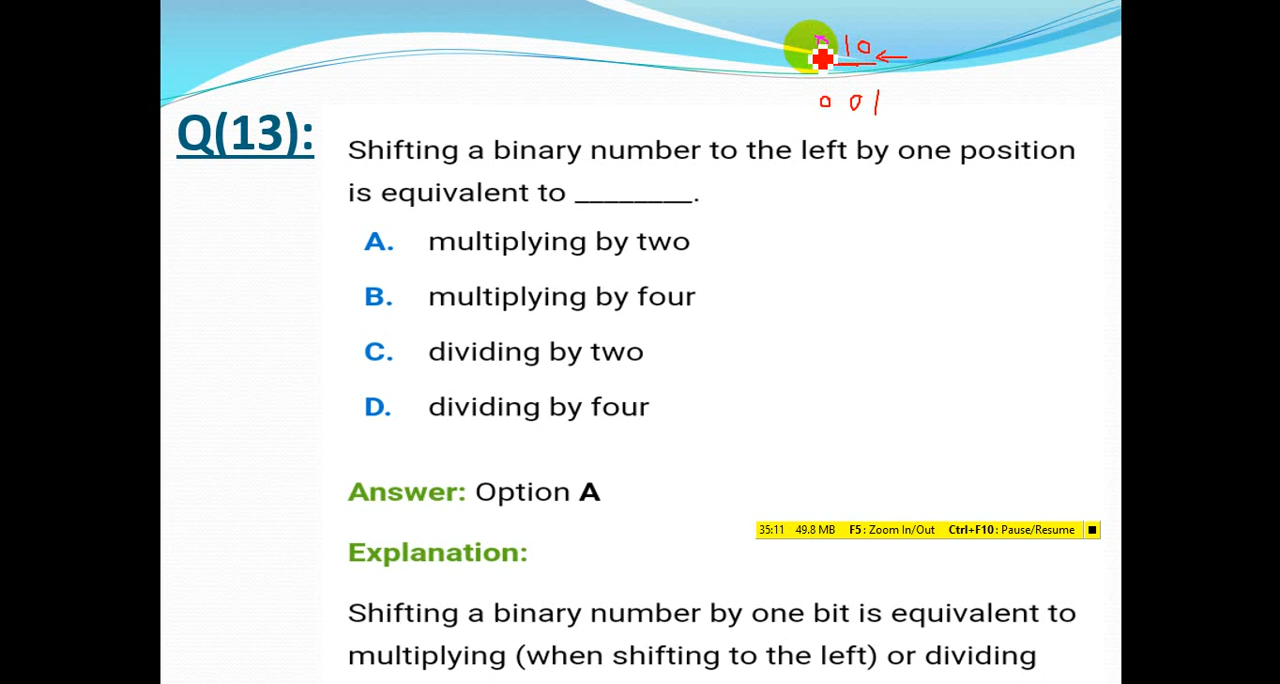 10
0 0 1
Q(13):
Shifting a binary number to the left by one position
is equivalent to ________.
A. multiplying by two
B. multiplying by four
C. dividing by two
D. dividing by four
Answer: Option A
35:11 49.8 MB F5: Zoom In/Out Ctrl+F10: Pause/Resume
Explanation:
Shifting a binary number by one bit is equivalent to
multiplying (when shifting to the left) or dividing